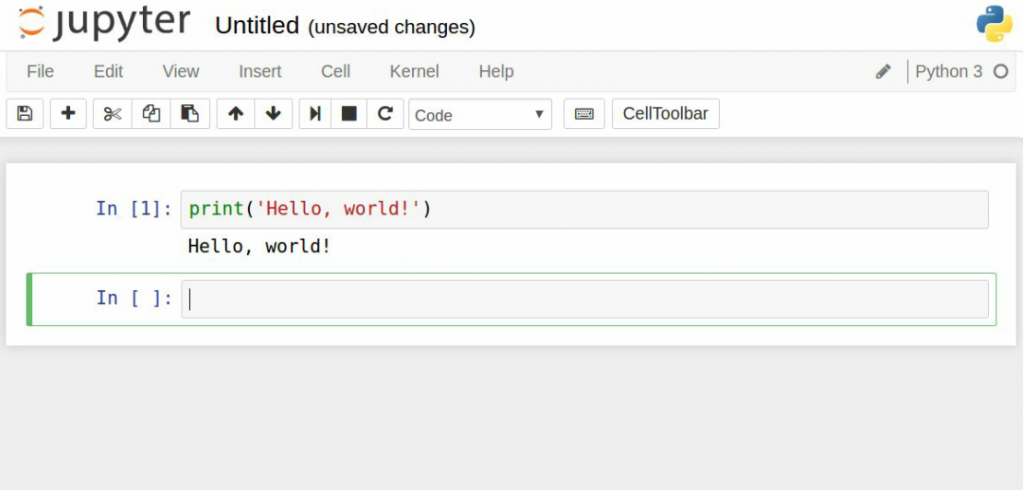 jupyter Untitled (unsaved changes)
File Edit View Insert Cell Kernel Help Python 3
Code CellToolbar
In [1]: print('Hello, world!')
Hello, world!
In [ ]: